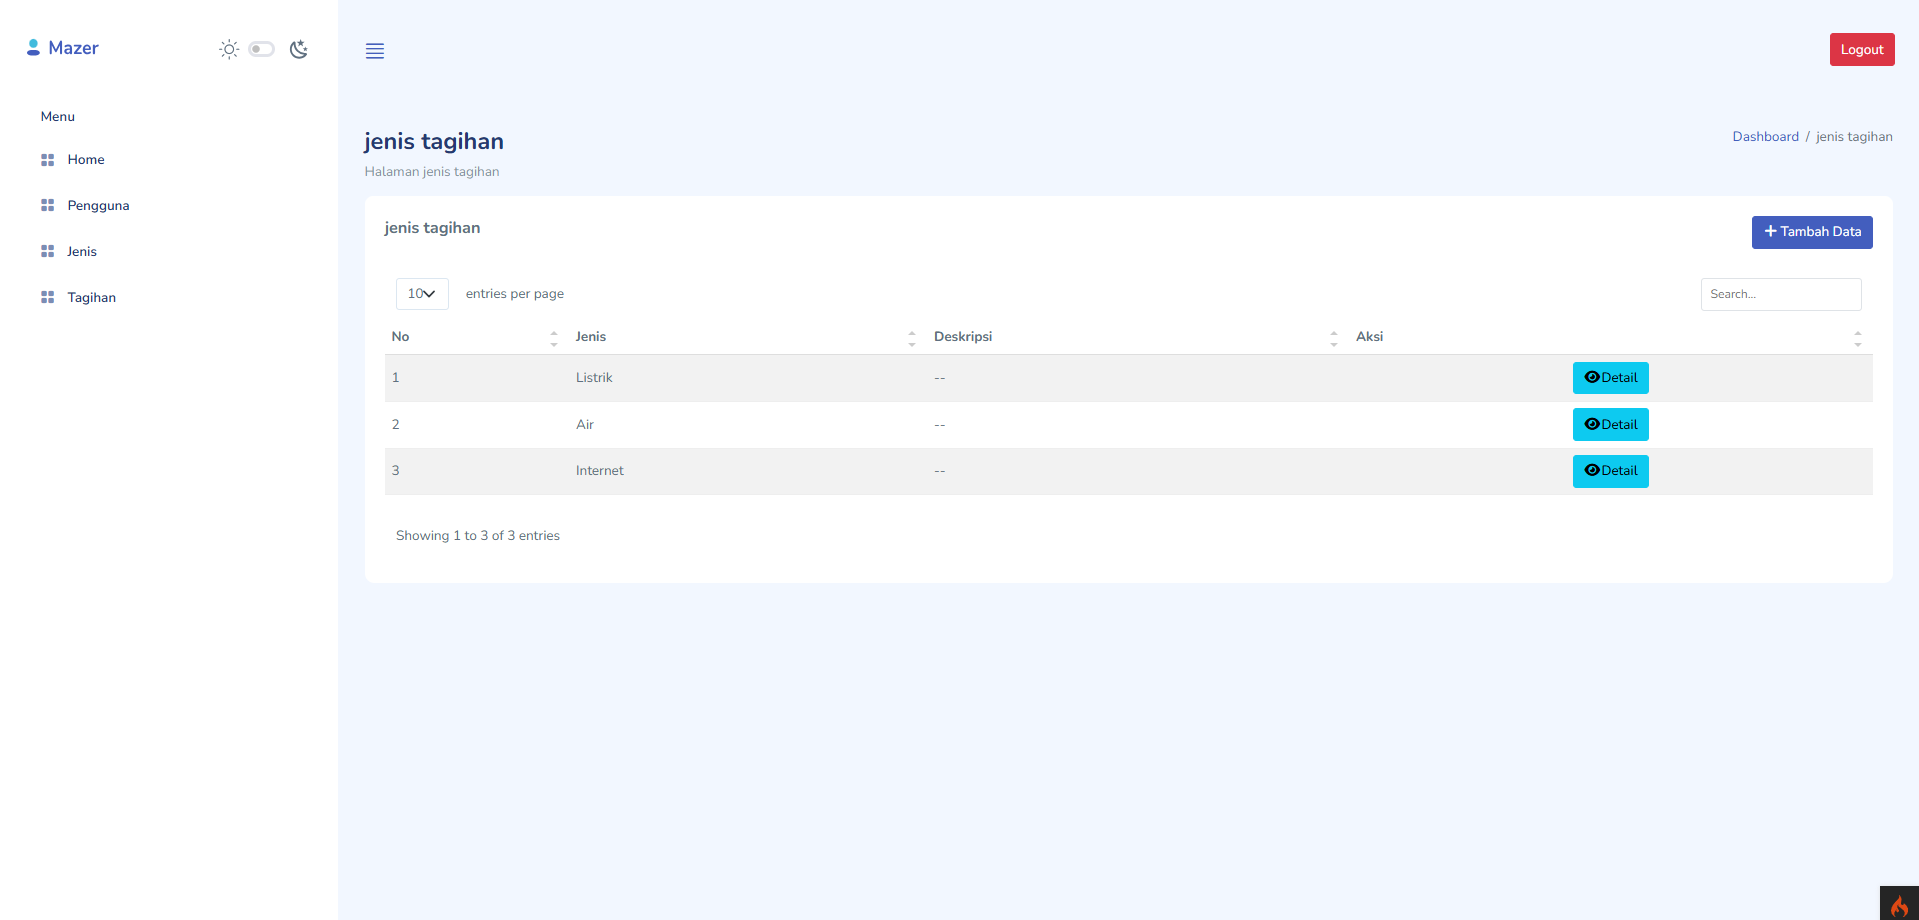 Mazer
Logout
Menu
Home
Pengguna
Jenis
Tagihan
jenis tagihan
Dashboard / jenis tagihan
Halaman jenis tagihan
jenis tagihan
Tambah Data
10 entries per page
Search...
No Jenis Deskripsi Aksi
1 Listrik -- Detail
2 Air -- Detail
3 Internet -- Detail
Showing 1 to 3 of 3 entries